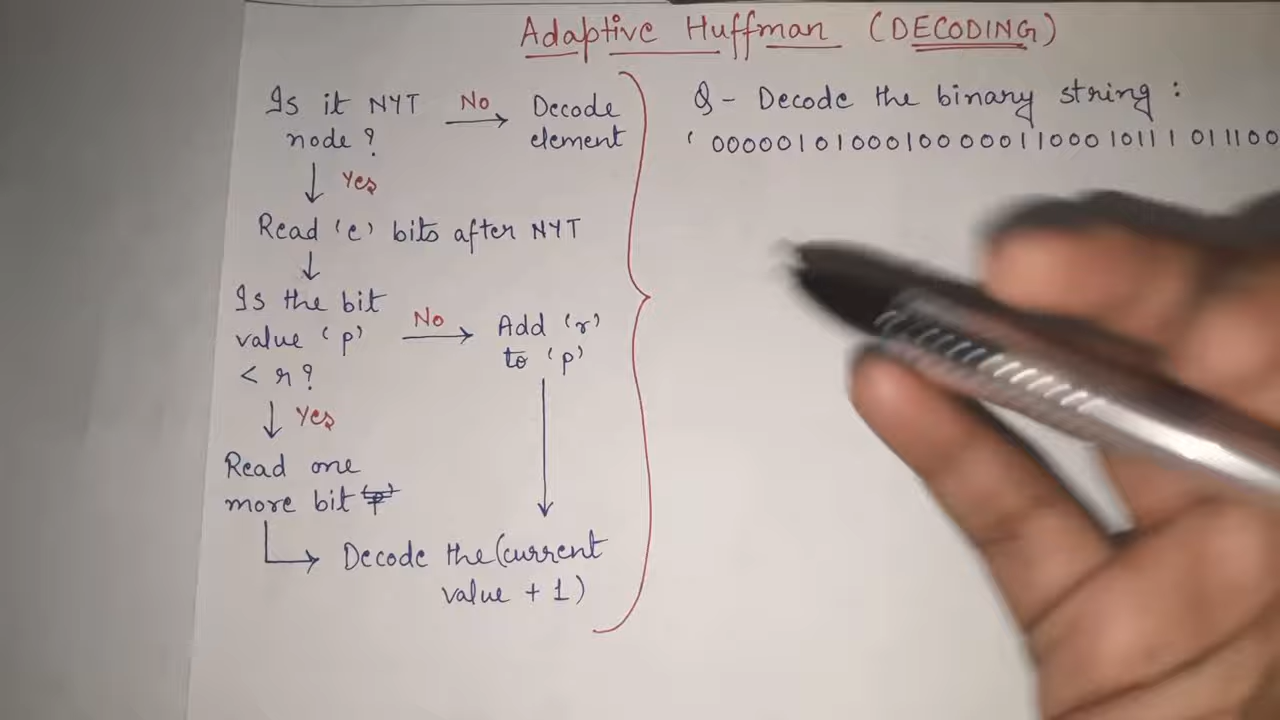 Adaptive Huffman (DECODING)
Is it NYT node ?
No
Decode element
Yes
Read 'e' bits after NYT
Is the bit value 'p' < r ?
No
Add 'r' to 'p'
Yes
Read one more bit
Decode the (current value + 1)
Q - Decode the binary string :